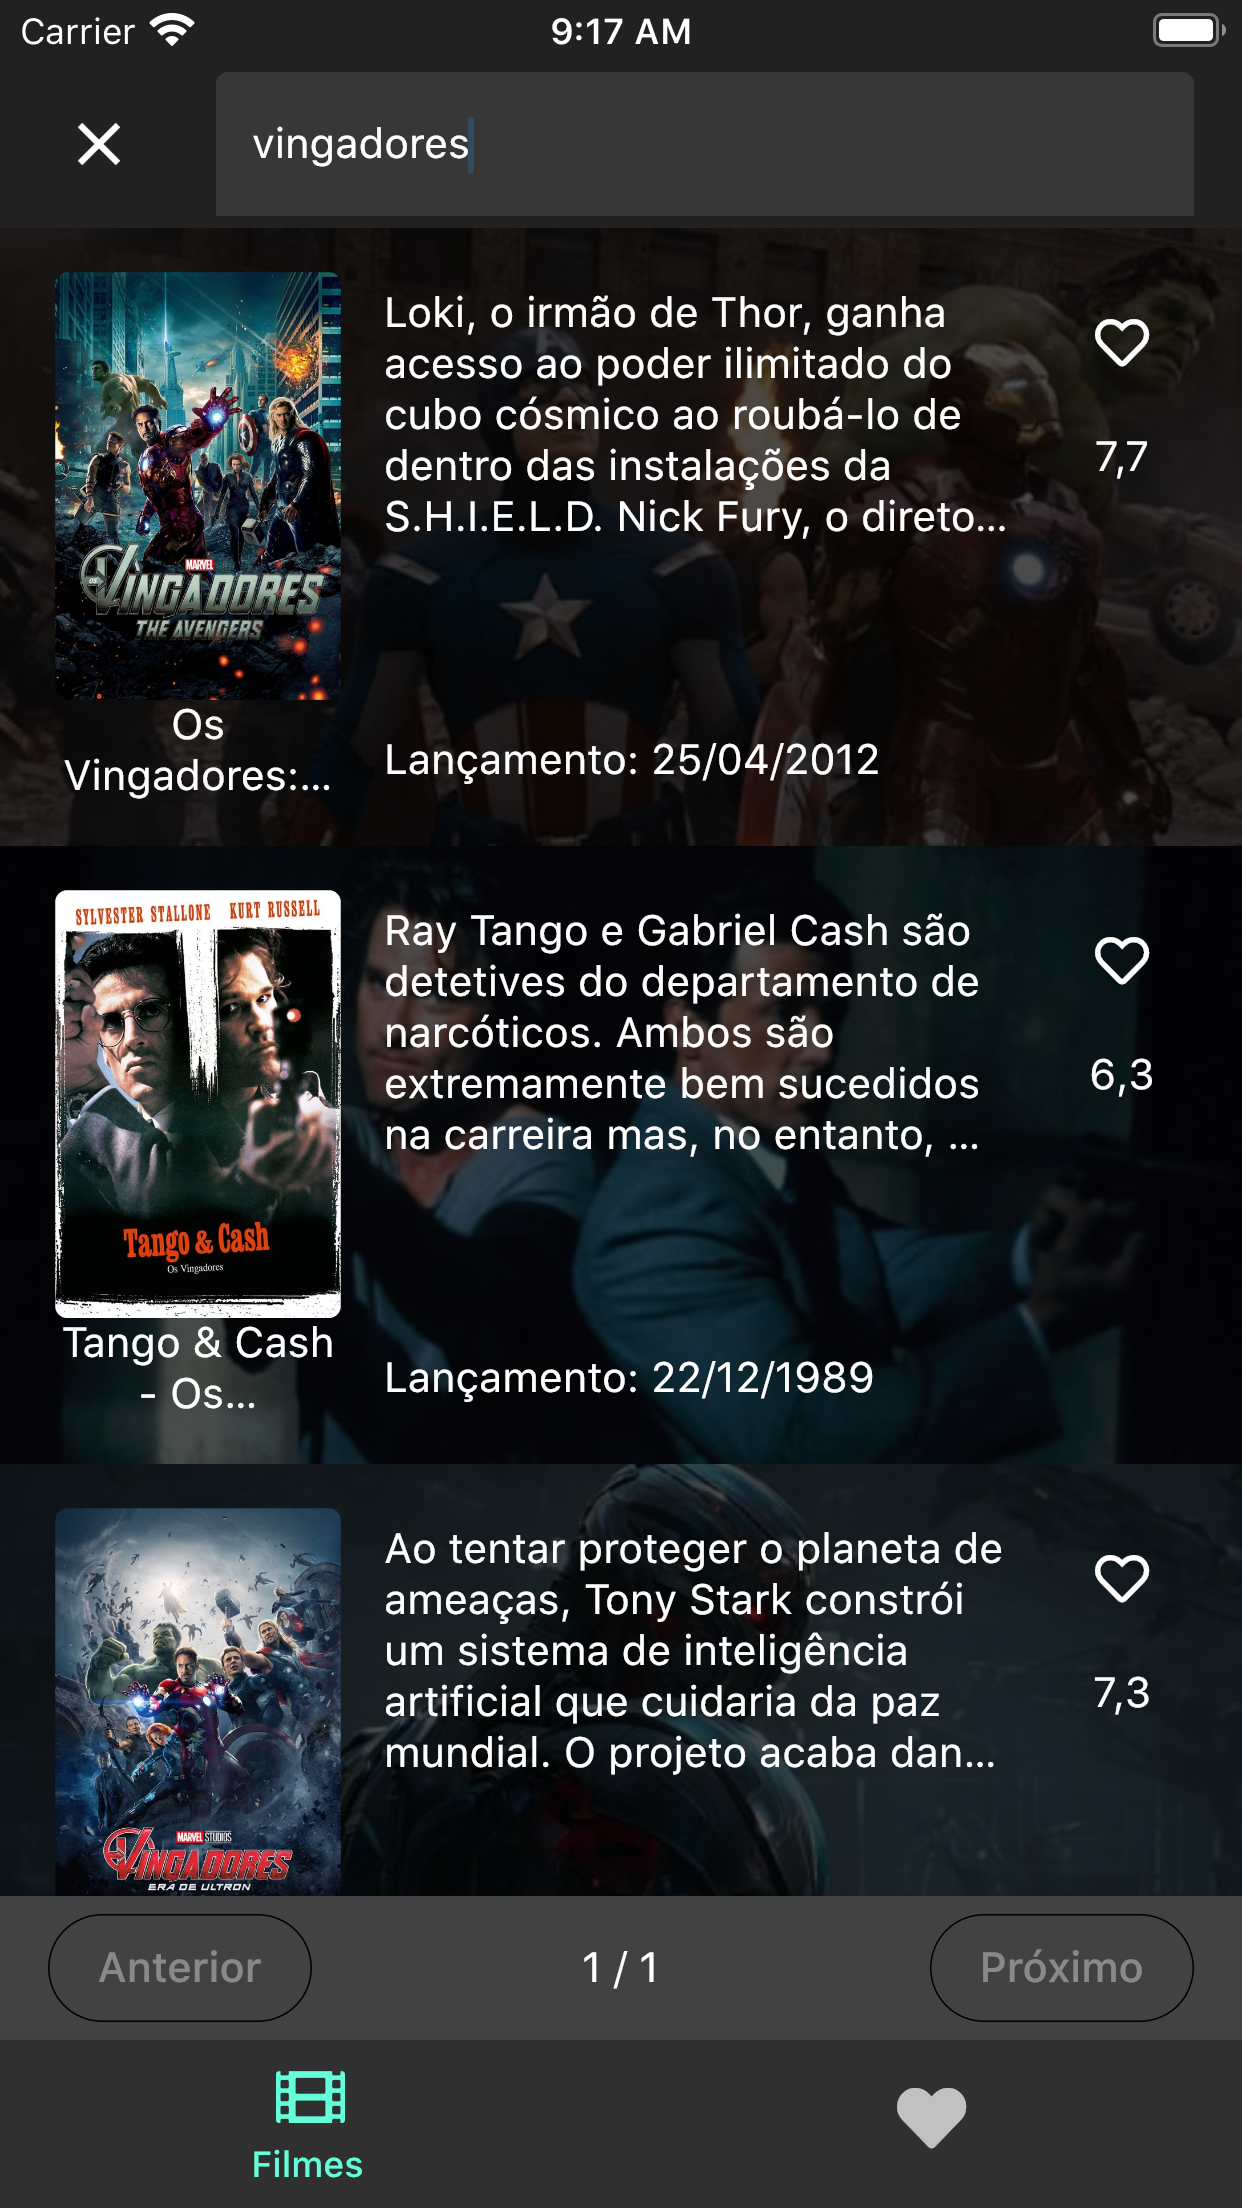 Carrier
9:17 AM
vingadores
Loki, o irmão de Thor, ganha
acesso ao poder ilimitado do
cubo cósmico ao roubá-lo de
dentro das instalações da
S.H.I.E.L.D. Nick Fury, o direto...
7,7
MARVEL
OS
VINGADORES
THE AVENGERS
Os
Vingadores:...
Lançamento: 25/04/2012
SYLVESTER STALLONE KURT RUSSELL
Tango & Cash
Os Vingadores
Ray Tango e Gabriel Cash são
detetives do departamento de
narcóticos. Ambos são
extremamente bem sucedidos
na carreira mas, no entanto, ...
6,3
Tango & Cash
- Os...
Lançamento: 22/12/1989
Ao tentar proteger o planeta de
ameaças, Tony Stark constrói
um sistema de inteligência
artificial que cuidaria da paz
mundial. O projeto acaba dan...
7,3
MARVEL STUDIOS
VINGADORES
ERA DE ULTRON
Anterior
1 / 1
Próximo
Filmes